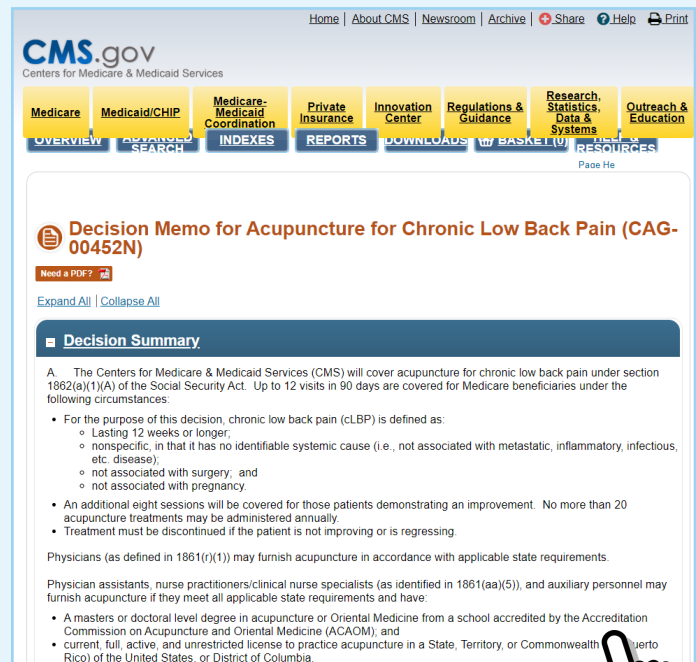 Home | About CMS | Newsroom | Archive | Share Help Print
CMS.gov
Centers for Medicare & Medicaid Services
Medicare
Medicaid/CHIP
Medicare-
Medicaid
Coordination
Private
Insurance
Innovation
Center
Regulations &
Guidance
Research,
Statistics,
Data &
Systems
Outreach &
Education
OVERVIEW
ADVANCED
SEARCH
INDEXES
REPORTS
DOWNLOADS
BASKET (0)
HELP &
RESOURCES
Page He
Decision Memo for Acupuncture for Chronic Low Back Pain (CAG-
00452N)
Need a PDF?
Expand All | Collapse All
Decision Summary
A. The Centers for Medicare & Medicaid Services (CMS) will cover acupuncture for chronic low back pain under section
1862(a)(1)(A) of the Social Security Act. Up to 12 visits in 90 days are covered for Medicare beneficiaries under the
following circumstances:
• For the purpose of this decision, chronic low back pain (cLBP) is defined as:
○ Lasting 12 weeks or longer;
○ nonspecific, in that it has no identifiable systemic cause (i.e., not associated with metastatic, inflammatory, infectious,
etc. disease);
○ not associated with surgery; and
○ not associated with pregnancy.
• An additional eight sessions will be covered for those patients demonstrating an improvement. No more than 20
acupuncture treatments may be administered annually.
• Treatment must be discontinued if the patient is not improving or is regressing.
Physicians (as defined in 1861(r)(1)) may furnish acupuncture in accordance with applicable state requirements.
Physician assistants, nurse practitioners/clinical nurse specialists (as identified in 1861(aa)(5)), and auxiliary personnel may
furnish acupuncture if they meet all applicable state requirements and have:
• A masters or doctoral level degree in acupuncture or Oriental Medicine from a school accredited by the Accreditation
Commission on Acupuncture and Oriental Medicine (ACAOM); and
• current, full, active, and unrestricted license to practice acupuncture in a State, Territory, or Commonwealth
Rico) of the United States, or District of Columbia.